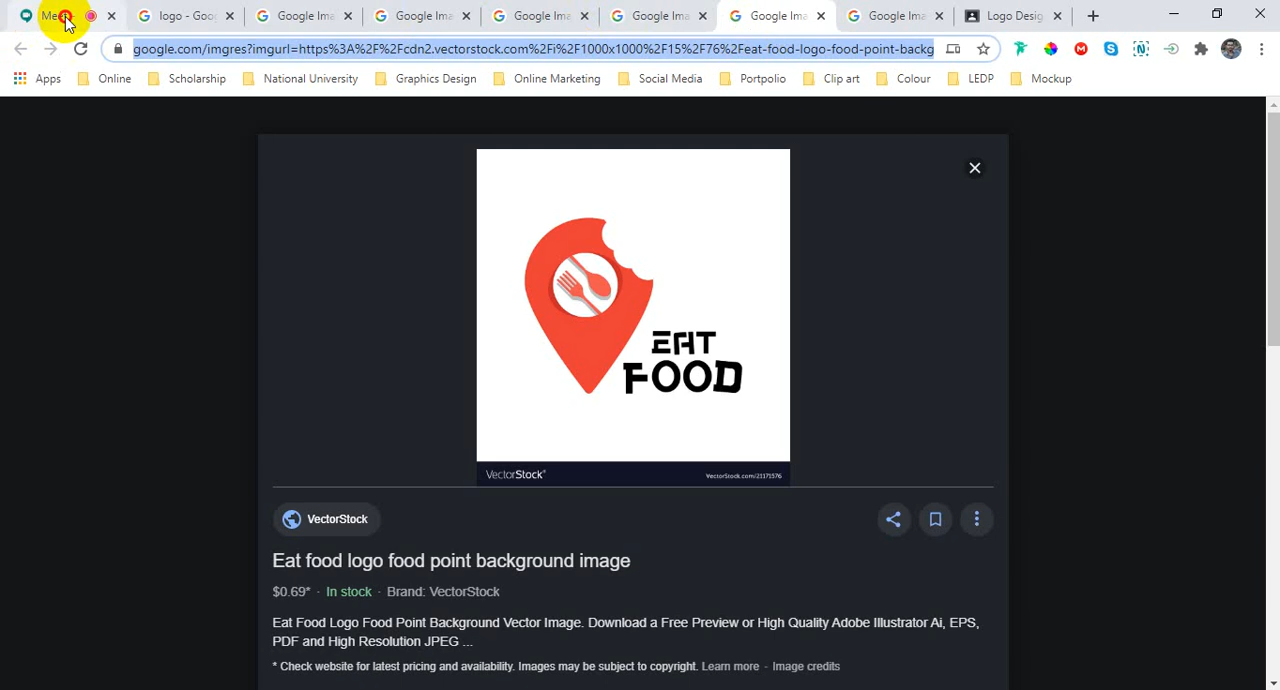 Me
logo - Goo
Google Ima
Google Ima
Google Ima
Google Ima
Google Ima
Google Ima
Logo Desig
google.com/imgres?imgurl=https%3A%2F%2Fcdn2.vectorstock.com%2Fi%2F1000x1000%2F15%2F76%2Feat-food-logo-food-point-backg
Apps
Online
Scholarship
National University
Graphics Design
Online Marketing
Social Media
Portpolio
Clip art
Colour
LEDP
Mockup
EAT
FOOD
VectorStock®
VectorStock.com/21171576
VectorStock
Eat food logo food point background image
$0.69* · In stock · Brand: VectorStock
Eat Food Logo Food Point Background Vector Image. Download a Free Preview or High Quality Adobe Illustrator Ai, EPS,
PDF and High Resolution JPEG ...
* Check website for latest pricing and availability. Images may be subject to copyright. Learn more - Image credits